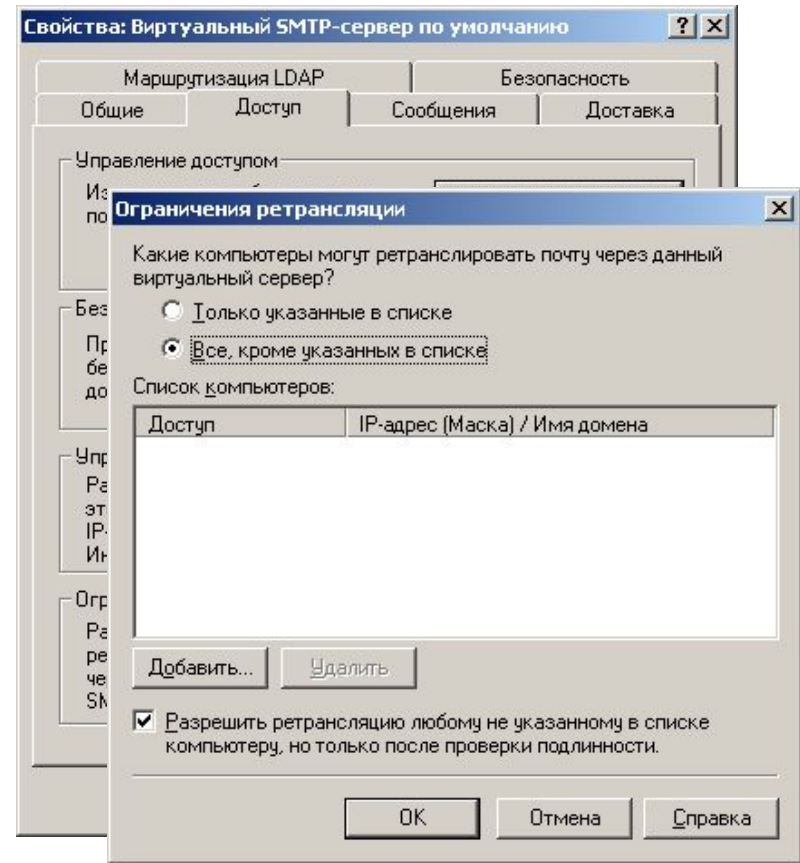 Свойства: Виртуальный SMTP-сервер по умолчанию
Маршрутизация LDAP
Безопасность
Общие
Доступ
Сообщения
Доставка
Управление доступом
Ограничения ретрансляции
Какие компьютеры могут ретранслировать почту через данный
виртуальный сервер?
Только указанные в списке
Все, кроме указанных в списке
Список компьютеров:
Доступ
IP-адрес (Маска) / Имя домена
Добавить...
Удалить
Разрешить ретрансляцию любому не указанному в списке
компьютеру, но только после проверки подлинности.
OK
Отмена
Справка